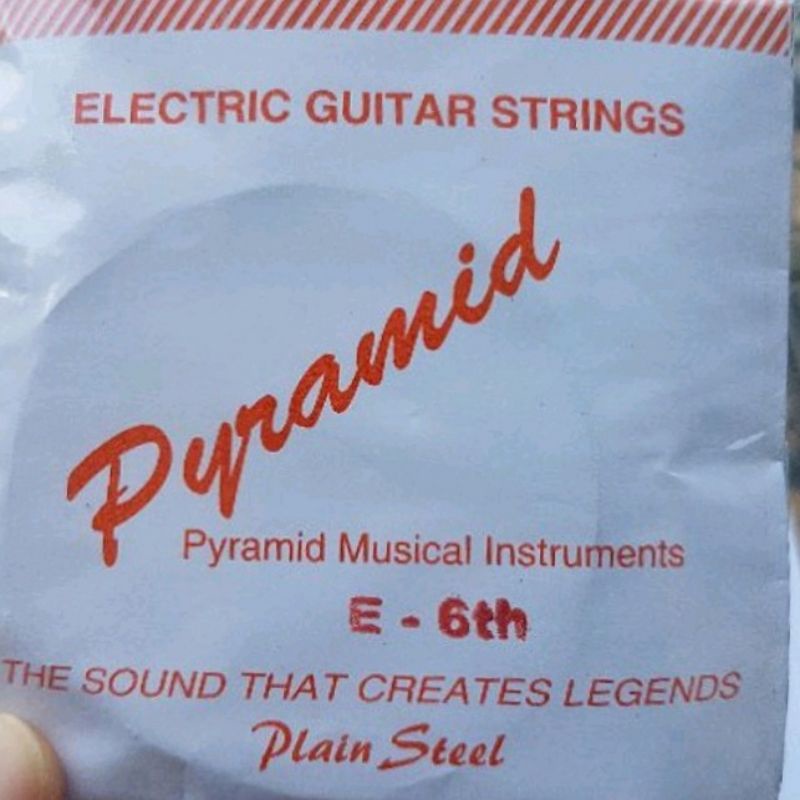 ELECTRIC GUITAR STRINGS
Pyramid
Pyramid Musical Instruments
E - 6th
THE SOUND THAT CREATES LEGENDS
Plain Steel